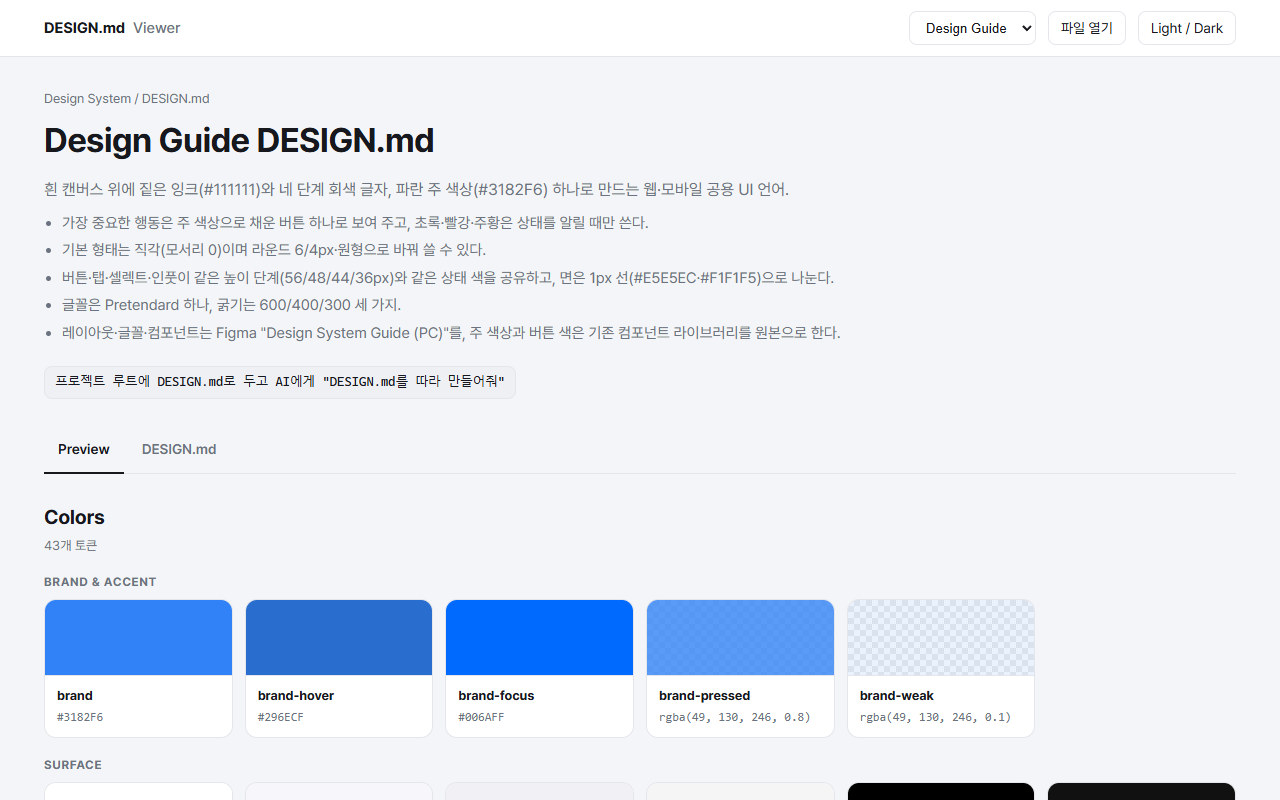 DESIGN.md Viewer
Design Guide
파일 열기
Light / Dark
Design System / DESIGN.md
Design Guide DESIGN.md
흰 캔버스 위에 짙은 잉크(#111111)와 네 단계 회색 글자, 파란 주 색상(#3182F6) 하나로 만드는 웹·모바일 공용 UI 언어.
• 가장 중요한 행동은 주 색상으로 채운 버튼 하나로 보여 주고, 초록·빨강·주황은 상태를 알릴 때만 쓴다.
• 기본 형태는 직각(모서리 0)이며 라운드 6/4px·원형으로 바꿔 쓸 수 있다.
• 버튼·탭·셀렉트·인풋이 같은 높이 단계(56/48/44/36px)와 같은 상태 색을 공유하고, 면은 1px 선(#E5E5EC·#F1F1F5)으로 나눈다.
• 글꼴은 Pretendard 하나, 굵기는 600/400/300 세 가지.
• 레이아웃·글꼴·컴포넌트는 Figma "Design System Guide (PC)"를, 주 색상과 버튼 색은 기존 컴포넌트 라이브러리를 원본으로 한다.
프로젝트 루트에 DESIGN.md로 두고 AI에게 "DESIGN.md를 따라 만들어줘"
Preview
DESIGN.md
Colors
43개 토큰
BRAND & ACCENT
brand
#3182F6
brand-hover
#296ECF
brand-focus
#006AFF
brand-pressed
rgba(49, 130, 246, 0.8)
brand-weak
rgba(49, 130, 246, 0.1)
SURFACE